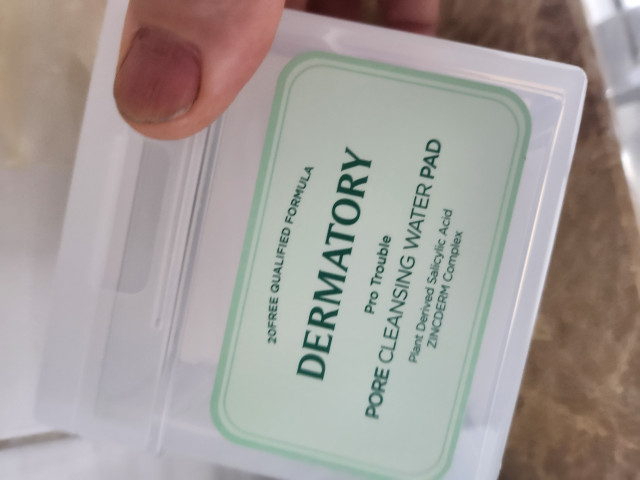 20FREE QUALIFIED FORMULA
DERMATORY
Pro Trouble
PORE CLEANSING WATER PAD
Plant Derived Salicylic Acid
ZINCDERM Complex